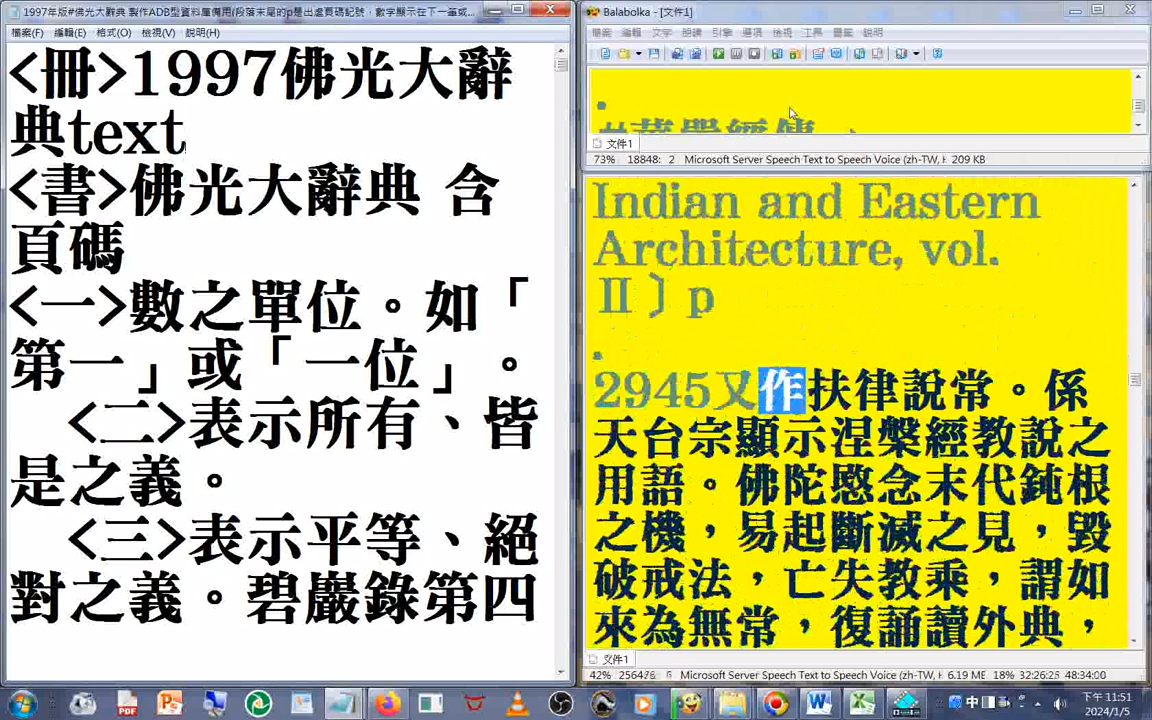 1997年版#佛光大辭典 製作ADB型資料庫備用(段落末尾的p是出處頁碼記號，數字顯示在下一筆或...
檔案(F) 編輯(E) 格式(O) 檢視(V) 說明(H)
<冊>1997佛光大辭
典text
<書>佛光大辭典 含
頁碼
<一>數之單位。如「
第一」或「一位」。
<二>表示所有、皆
是之義。
<三>表示平等、絕
對之義。碧巖錄第四
Balabolka - [文件1]
檔案 編輯 文字 朗讀 引擎 選項 檢視 工具 視窗 說明
文件1
73% 18848: 2 Microsoft Server Speech Text to Speech Voice (zh-TW, H 209 KB
Indian and Eastern
Architecture, vol.
Ⅱ〕p
2945又作扶律說常。係
天台宗顯示涅槃經教說之
用語。佛陀愍念末代鈍根
之機，易起斷滅之見，毀
破戒法，亡失教乘，謂如
來為無常，復誦讀外典，
文件1
42% 256476: 6 Microsoft Server Speech Text to Speech Voice (zh-TW, H 6.19 ME 18% 32:26:25 48:34:00
下午 11:51
2024/1/5